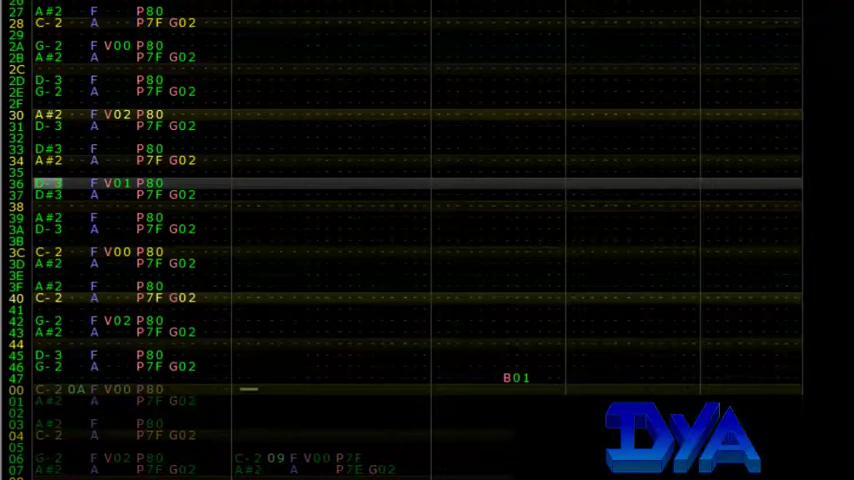 27 A#2 F P80
28 C-2 A P7F G02
29
2A G-2 F V00 P80
2B A#2 A P7F G02
2C
2D D-3 F P80
2E G-2 A P7F G02
2F
30 A#2 F V02 P80
31 D-3 A P7F G02
32
33 D#3 F P80
34 A#2 A P7F G02
35
36 D-3 F V01 P80
37 D#3 A P7F G02
38
39 A#2 F P80
3A D-3 A P7F G02
3B
3C C-2 F V00 P80
3D A#2 A P7F G02
3E
3F A#2 F P80
40 C-2 A P7F G02
41
42 G-2 F V02 P80
43 A#2 A P7F G02
44
45 D-3 F P80
46 G-2 A P7F G02
47 B01
00 C-2 0A F V00 P80
01 A#2 A P7F G02
02
03 A#2 F P80
04 C-2 A P7F G02
05
06 G-2 F V02 P80 C-2 09 F V00 P7F
07 A#2 A P7F G02 A#2 A P7E G02
DYA